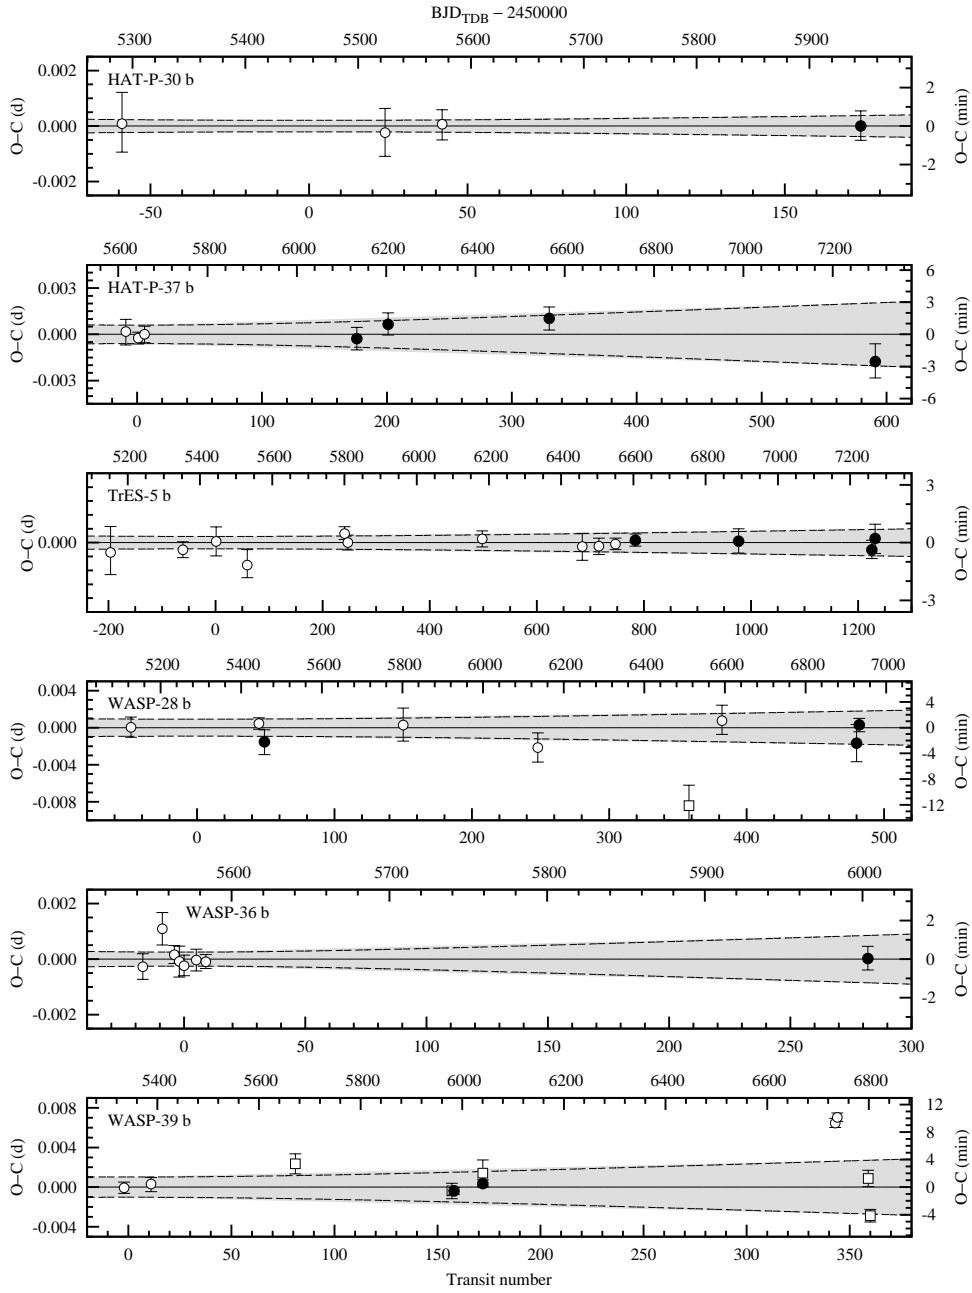 BJD_TDB − 2450000
5300 5400 5500 5600 5700 5800 5900
HAT-P-30 b
0.002
0.000
-0.002
O–C (d)
2
0
-2
O–C (min)
-50 0 50 100 150
5600 5800 6000 6200 6400 6600 6800 7000 7200
HAT-P-37 b
0.003
0.000
-0.003
O–C (d)
6
3
0
-3
-6
O–C (min)
0 100 200 300 400 500 600
5200 5400 5600 5800 6000 6200 6400 6600 6800 7000 7200
TrES-5 b
0.000
O–C (d)
3
0
-3
O–C (min)
-200 0 200 400 600 800 1000 1200
5200 5400 5600 5800 6000 6200 6400 6600 6800 7000
WASP-28 b
0.004
0.000
-0.004
-0.008
O–C (d)
4
0
-4
-8
-12
O–C (min)
0 100 200 300 400 500
5600 5700 5800 5900 6000
WASP-36 b
0.002
0.000
-0.002
O–C (d)
2
0
-2
O–C (min)
0 50 100 150 200 250 300
5400 5600 5800 6000 6200 6400 6600 6800
WASP-39 b
0.008
0.004
0.000
-0.004
O–C (d)
12
8
4
0
-4
O–C (min)
0 50 100 150 200 250 300 350
Transit number